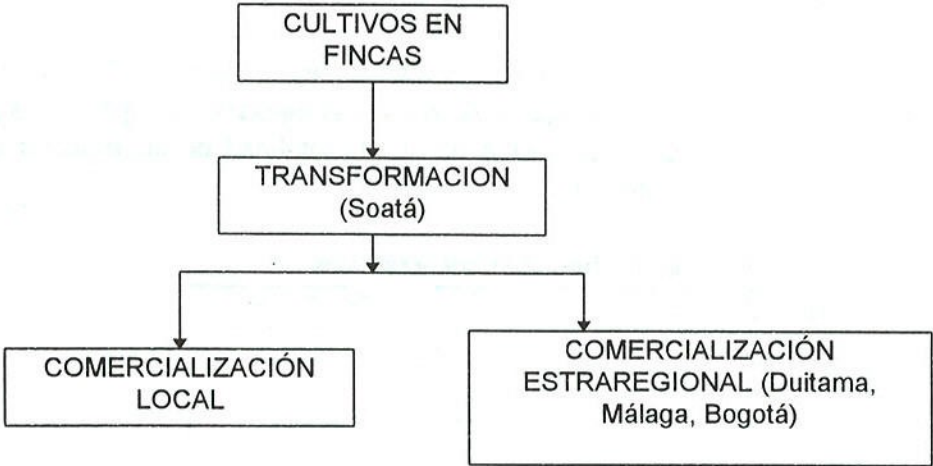 CULTIVOS EN
FINCAS
TRANSFORMACION
(Soatá)
COMERCIALIZACIÓN
LOCAL
COMERCIALIZACIÓN
ESTRAREGIONAL (Duitama,
Málaga, Bogotá)